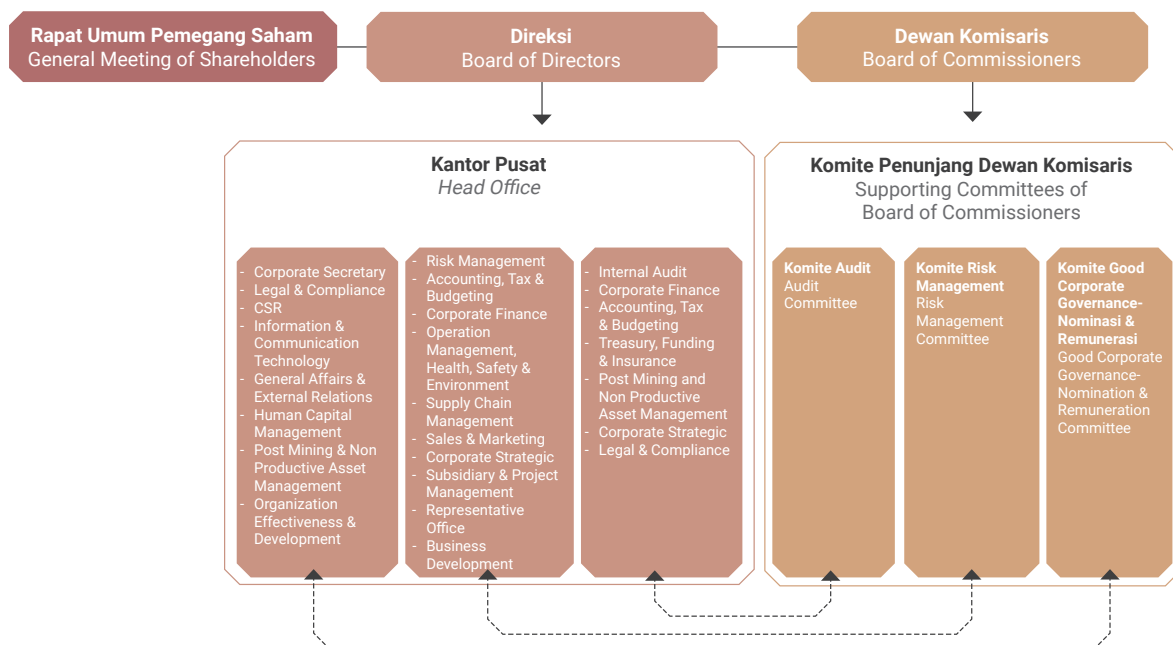 Rapat Umum Pemegang Saham
General Meeting of Shareholders
Direksi
Board of Directors
Dewan Komisaris
Board of Commissioners
Kantor Pusat
Head Office
- Corporate Secretary
- Legal & Compliance
- CSR
- Information &
Communication
Technology
- General Affairs &
External Relations
- Human Capital
Management
- Post Mining & Non
Productive Asset
Management
- Organization
Effectiveness &
Development
- Risk Management
- Accounting, Tax &
Budgeting
- Corporate Finance
- Operation
Management,
Health, Safety &
Environment
- Supply Chain
Management
- Sales & Marketing
- Corporate Strategic
- Subsidiary & Project
Management
- Representative
Office
- Business
Development
- Internal Audit
- Corporate Finance
- Accounting, Tax
& Budgeting
- Treasury, Funding
& Insurance
- Post Mining and
Non Productive
Asset Management
- Corporate Strategic
- Legal & Compliance
Komite Penunjang Dewan Komisaris
Supporting Committees of
Board of Commissioners
Komite Audit
Audit
Committee
Komite Risk
Management
Risk
Management
Committee
Komite Good
Corporate
Governance-
Nominasi &
Remunerasi
Good Corporate
Governance-
Nomination &
Remuneration
Committee